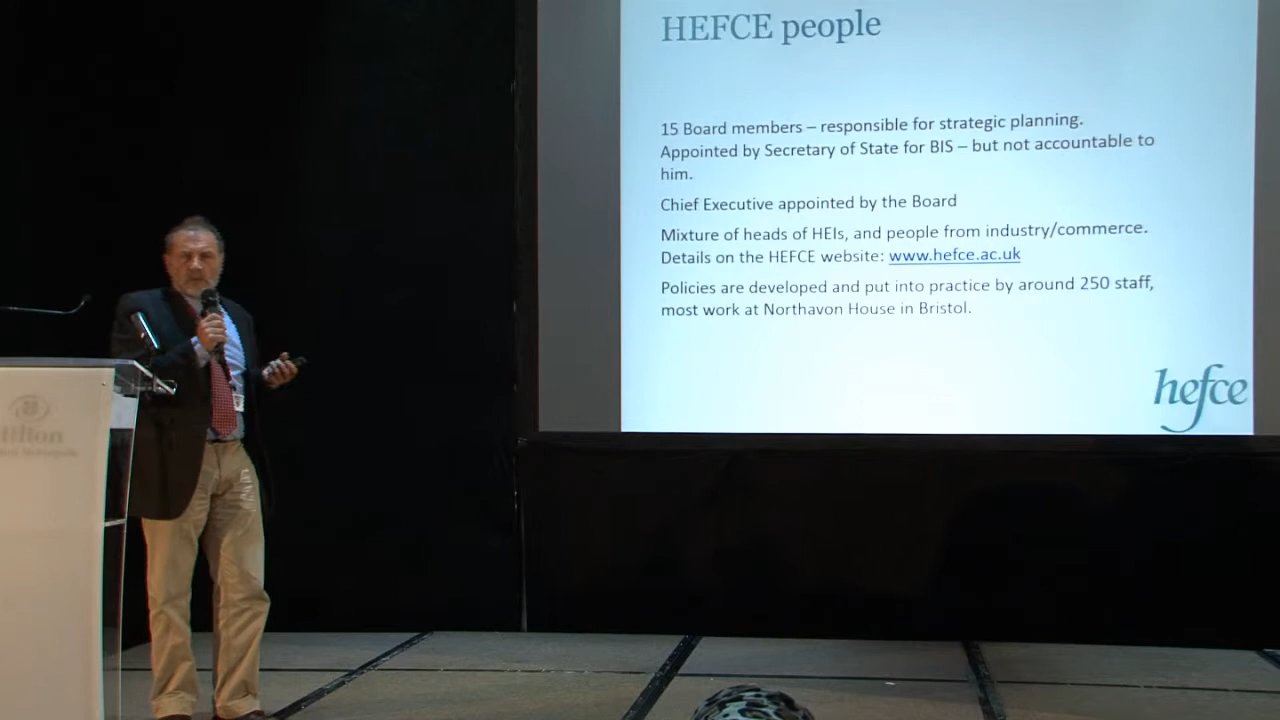 HEFCE people
15 Board members – responsible for strategic planning.
Appointed by Secretary of State for BIS – but not accountable to
him.
Chief Executive appointed by the Board
Mixture of heads of HEIs, and people from industry/commerce.
Details on the HEFCE website: www.hefce.ac.uk
Policies are developed and put into practice by around 250 staff,
most work at Northavon House in Bristol.
hefce
Hilton